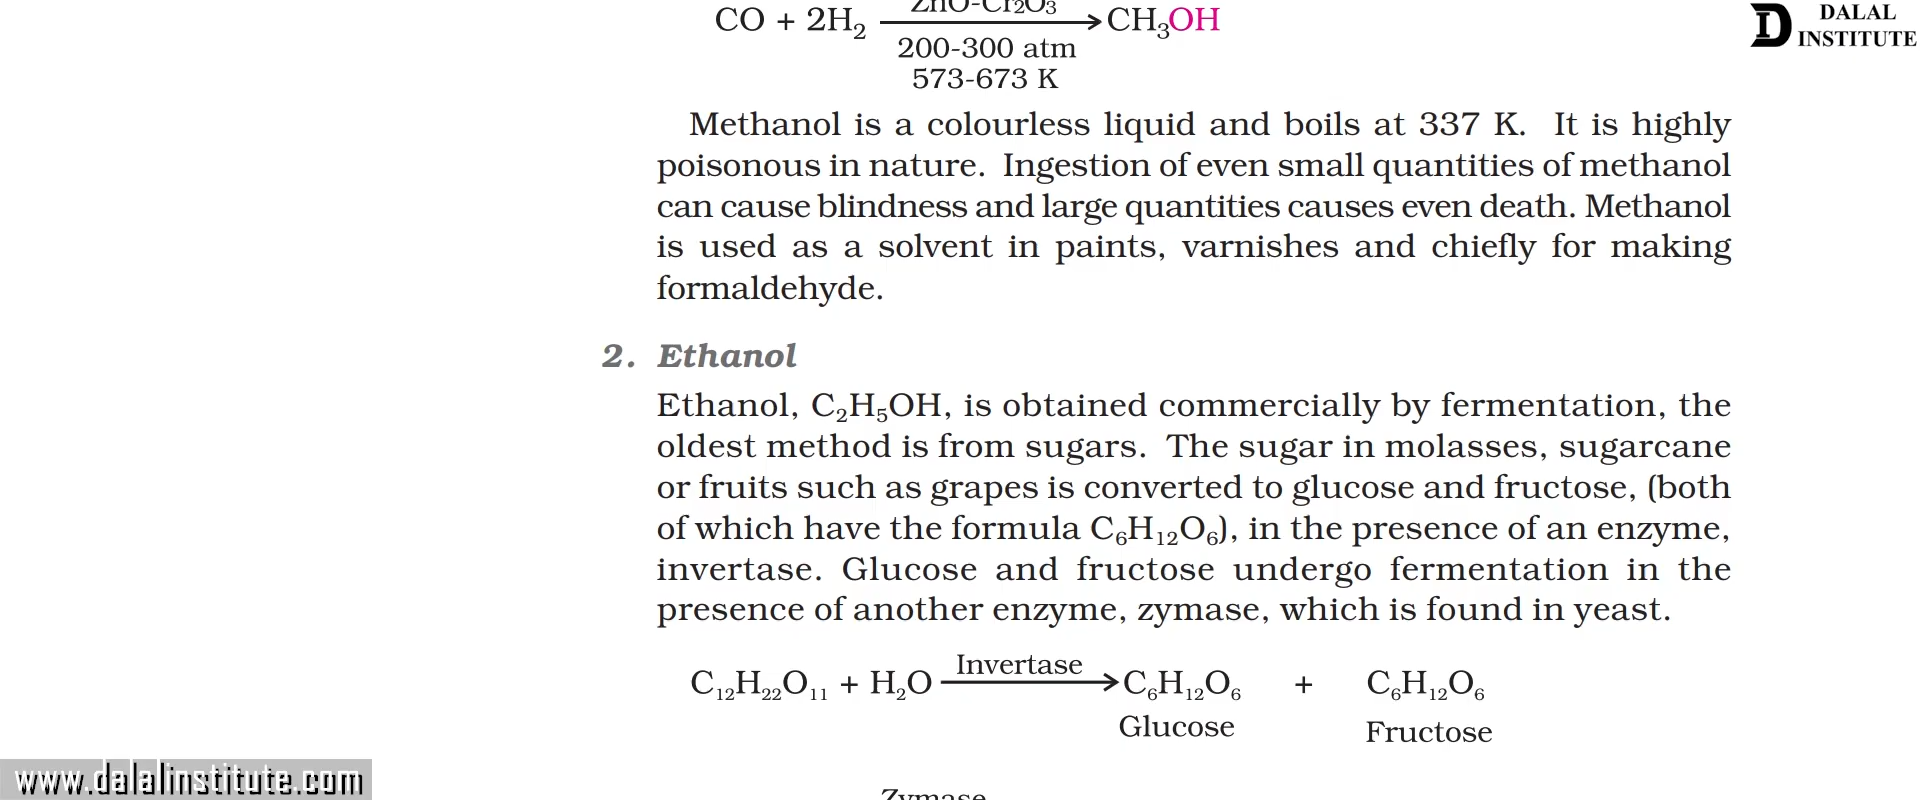 ZnO-Cr₂O₃
CO + 2H₂ ⟶ CH₃OH
200-300 atm
573-673 K
DALAL
INSTITUTE
Methanol is a colourless liquid and boils at 337 K. It is highly
poisonous in nature. Ingestion of even small quantities of methanol
can cause blindness and large quantities causes even death. Methanol
is used as a solvent in paints, varnishes and chiefly for making
formaldehyde.
2. Ethanol
Ethanol, C₂H₅OH, is obtained commercially by fermentation, the
oldest method is from sugars. The sugar in molasses, sugarcane
or fruits such as grapes is converted to glucose and fructose, (both
of which have the formula C₆H₁₂O₆), in the presence of an enzyme,
invertase. Glucose and fructose undergo fermentation in the
presence of another enzyme, zymase, which is found in yeast.
Invertase
C₁₂H₂₂O₁₁ + H₂O ⟶ C₆H₁₂O₆ + C₆H₁₂O₆
Glucose Fructose
www.dalalinstitute.com
Zymase